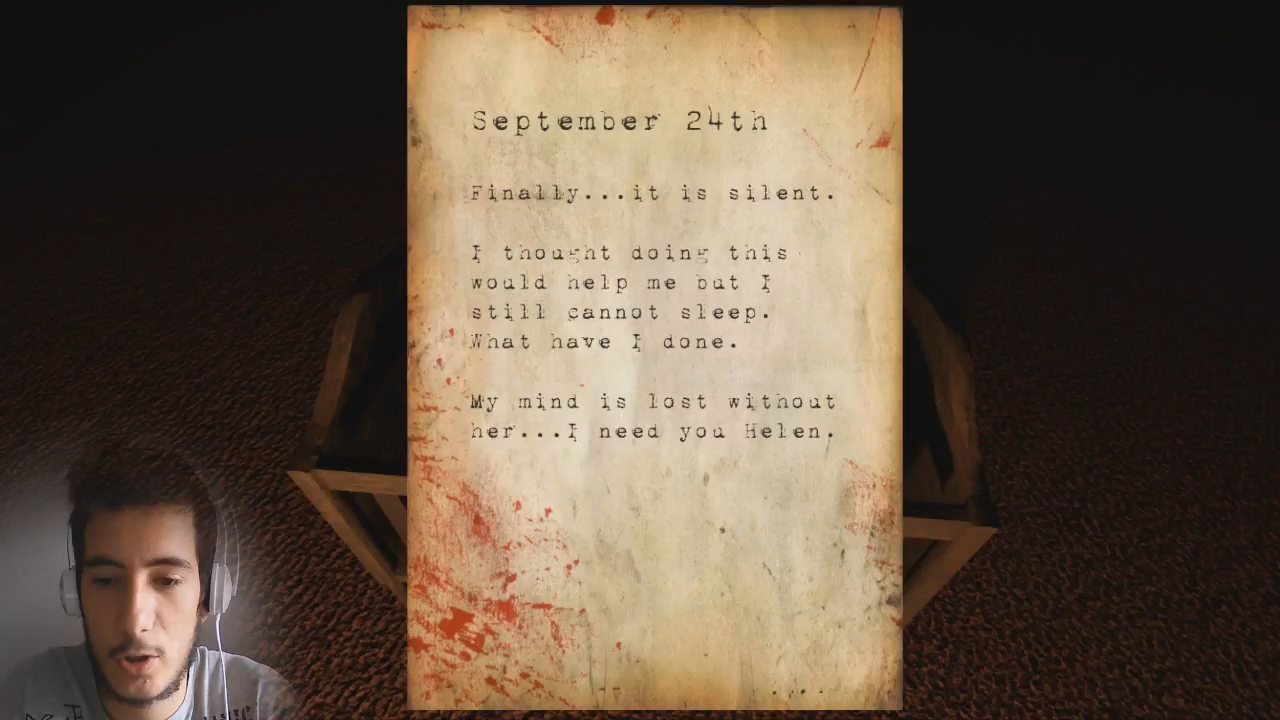 September 24th
Finally...it is silent.
I thought doing this
would help me but I
still cannot sleep.
What have I done.
My mind is lost without
her...I need you Helen.